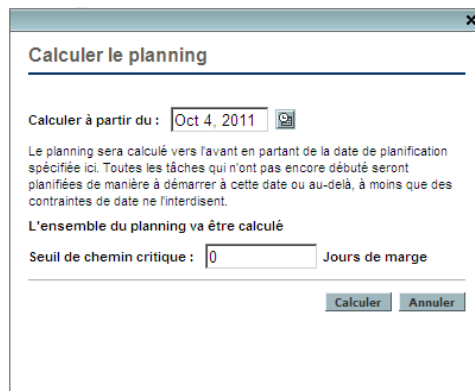 Calculer le planning
Calculer à partir du : Oct 4, 2011
Le planning sera calculé vers l'avant en partant de la date de planification
spécifiée ici. Toutes les tâches qui n'ont pas encore débuté seront
planifiées de manière à démarrer à cette date ou au-delà, à moins que des
contraintes de date ne l'interdisent.
L'ensemble du planning va être calculé
Seuil de chemin critique : 0 Jours de marge
Calculer Annuler